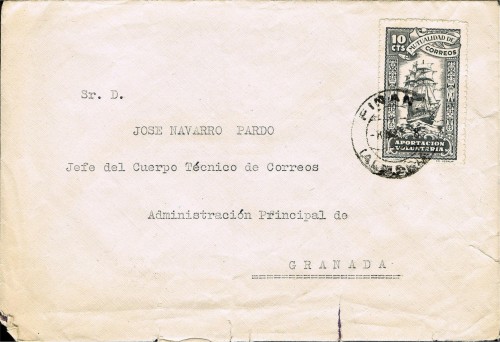 10 CTS
MUTUALIDAD DE
CORREOS
APORTACION
VOLUNTARIA
Sr. D.
JOSE NAVARRO PARDO
Jefe del Cuerpo Técnico de Correos
Administración Principal de
GRANADA